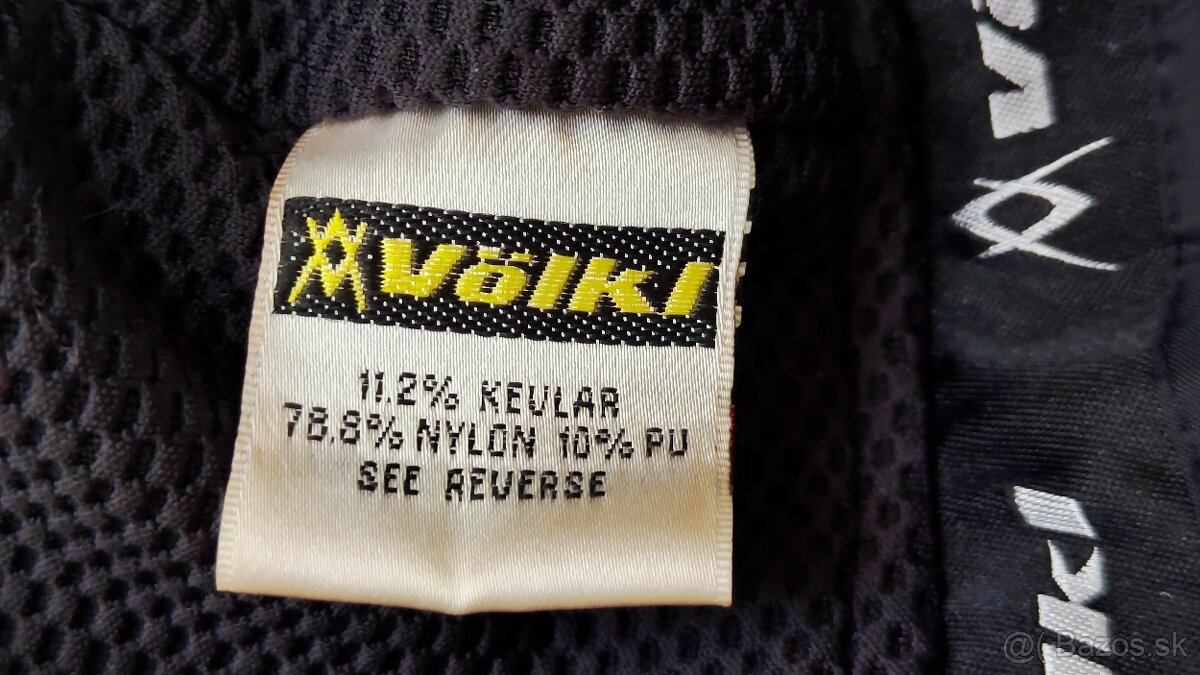 Völkl
11.2% KEVLAR
78.8% NYLON 10% PU
SEE REVERSE
Bazos.sk